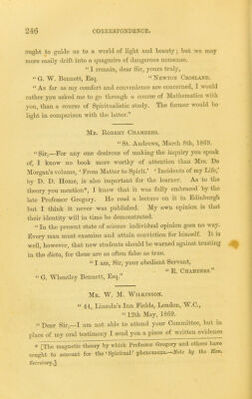 246 CORRESPONDENCE.
ought to guide us to a world of light and beauty; but we may
more easily drift into a quagmire of dangerous nonsense.
"I remain, dear Sir, yours truly,
"G. W. Bennett, Esq. "NEWTON CROSLAND.
"As far as my comfort and convenience are concerned, I would
rather you asked me to go through a course of Mathematics with
you, than a course of Spiritualistic study. The former would be
light in comparison with the latter."
MR. ROBERT CHAMBERS.
"St. Andrews, March 8th, 1869.
"Sir,—For any one desirous of making the inquiry you speak
of, I know no book more worthy of attention than Mrs. De
Morgan's volume, 'From Matter to Spirit.' 'Incidents of my Life,'
by D. D. Home, is also important for the learner. As to the
theory you mention*, I know that it was fully embraced by the
late Professor Gregory. He read a lecture on it in Edinburgh
but I think it never was published. My own opinion is that
their identity will in time be demonstrated.
"In the present state of science individual opinion goes no way.
Every man must examine and attain conviction for himself. It is
well, however, that new students should be warned against trusting
in the dicta, for these are as often false as true.
"I am, Sir, your obedient Servant,
"R. CHAMBERS."
"G. Wheatley Bennett, Esq."
MR. W. M. WILKINSON.
"44, Lincoln's Inn Fields, London, W.C.,
"12th May, 1869.
"Dear Sir,—I am not able to attend your Committee, but in
place of my oral testimony I send you a piece of written evidence
* [The magnetic theory by which Professor Gregory and others have
sought to account for the 'Spiritual' phenomena.—Note by the Hon.
Secretary.]